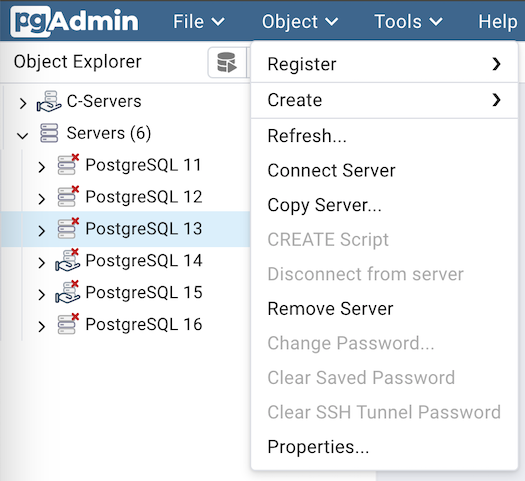 pgAdmin File Object Tools Help
Object Explorer
C-Servers
Servers (6)
PostgreSQL 11
PostgreSQL 12
PostgreSQL 13
PostgreSQL 14
PostgreSQL 15
PostgreSQL 16
Register
Create
Refresh...
Connect Server
Copy Server...
CREATE Script
Disconnect from server
Remove Server
Change Password...
Clear Saved Password
Clear SSH Tunnel Password
Properties...